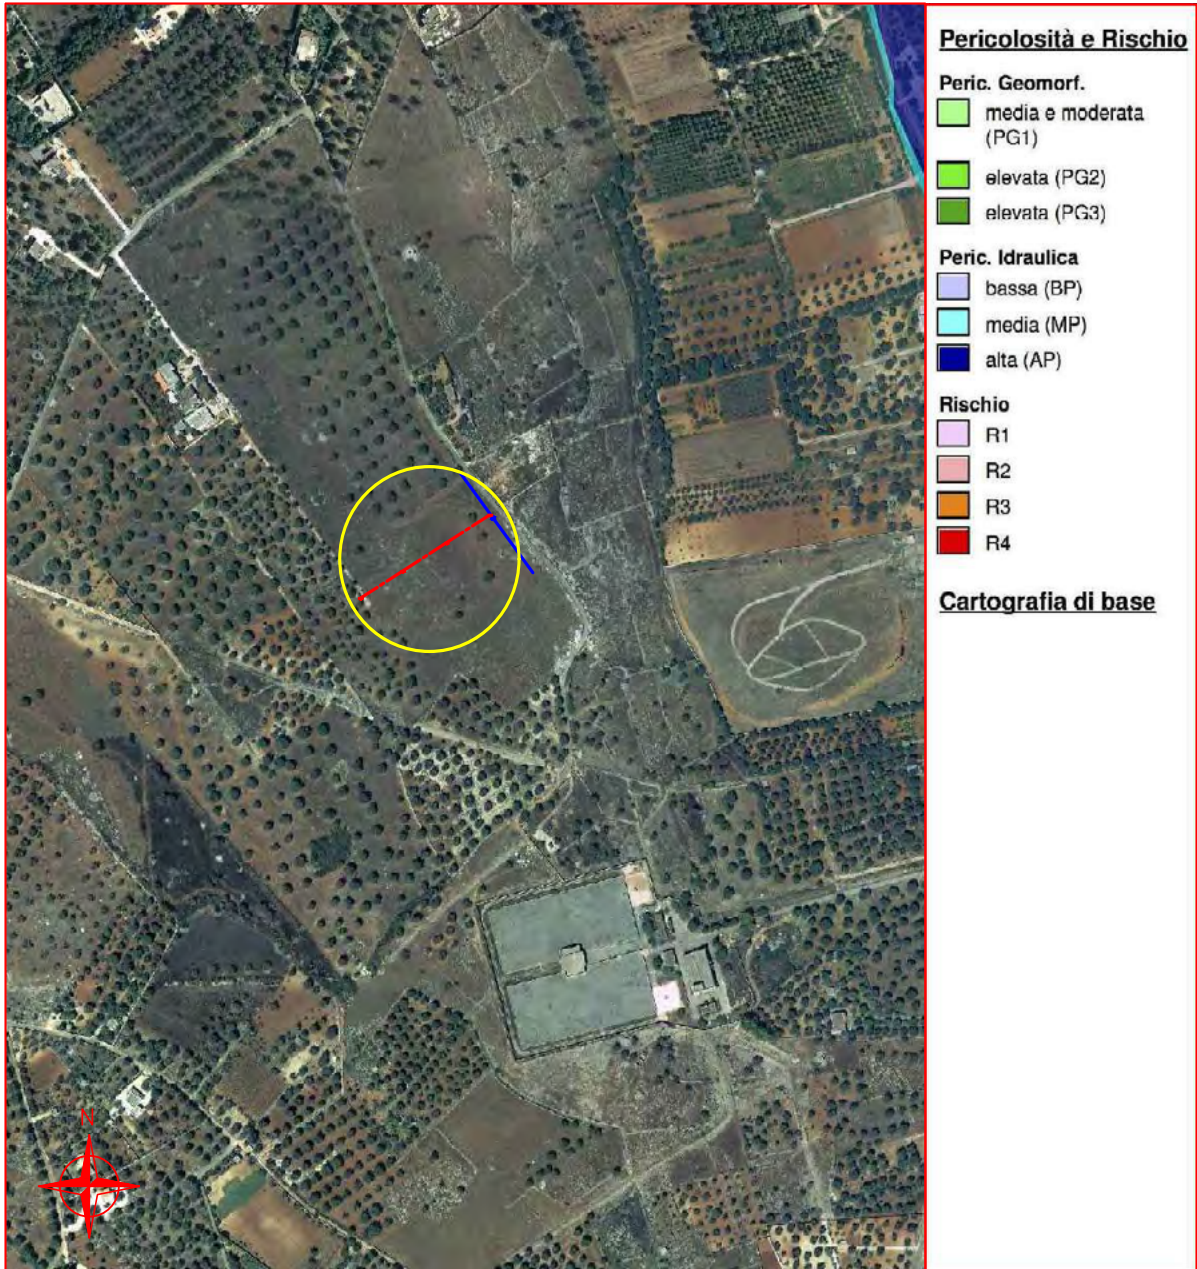 Pericolosità e Rischio
Peric. Geomorf.
media e moderata
(PG1)
elevata (PG2)
elevata (PG3)
Peric. Idraulica
bassa (BP)
media (MP)
alta (AP)
Rischio
R1
R2
R3
R4
Cartografia di base
N